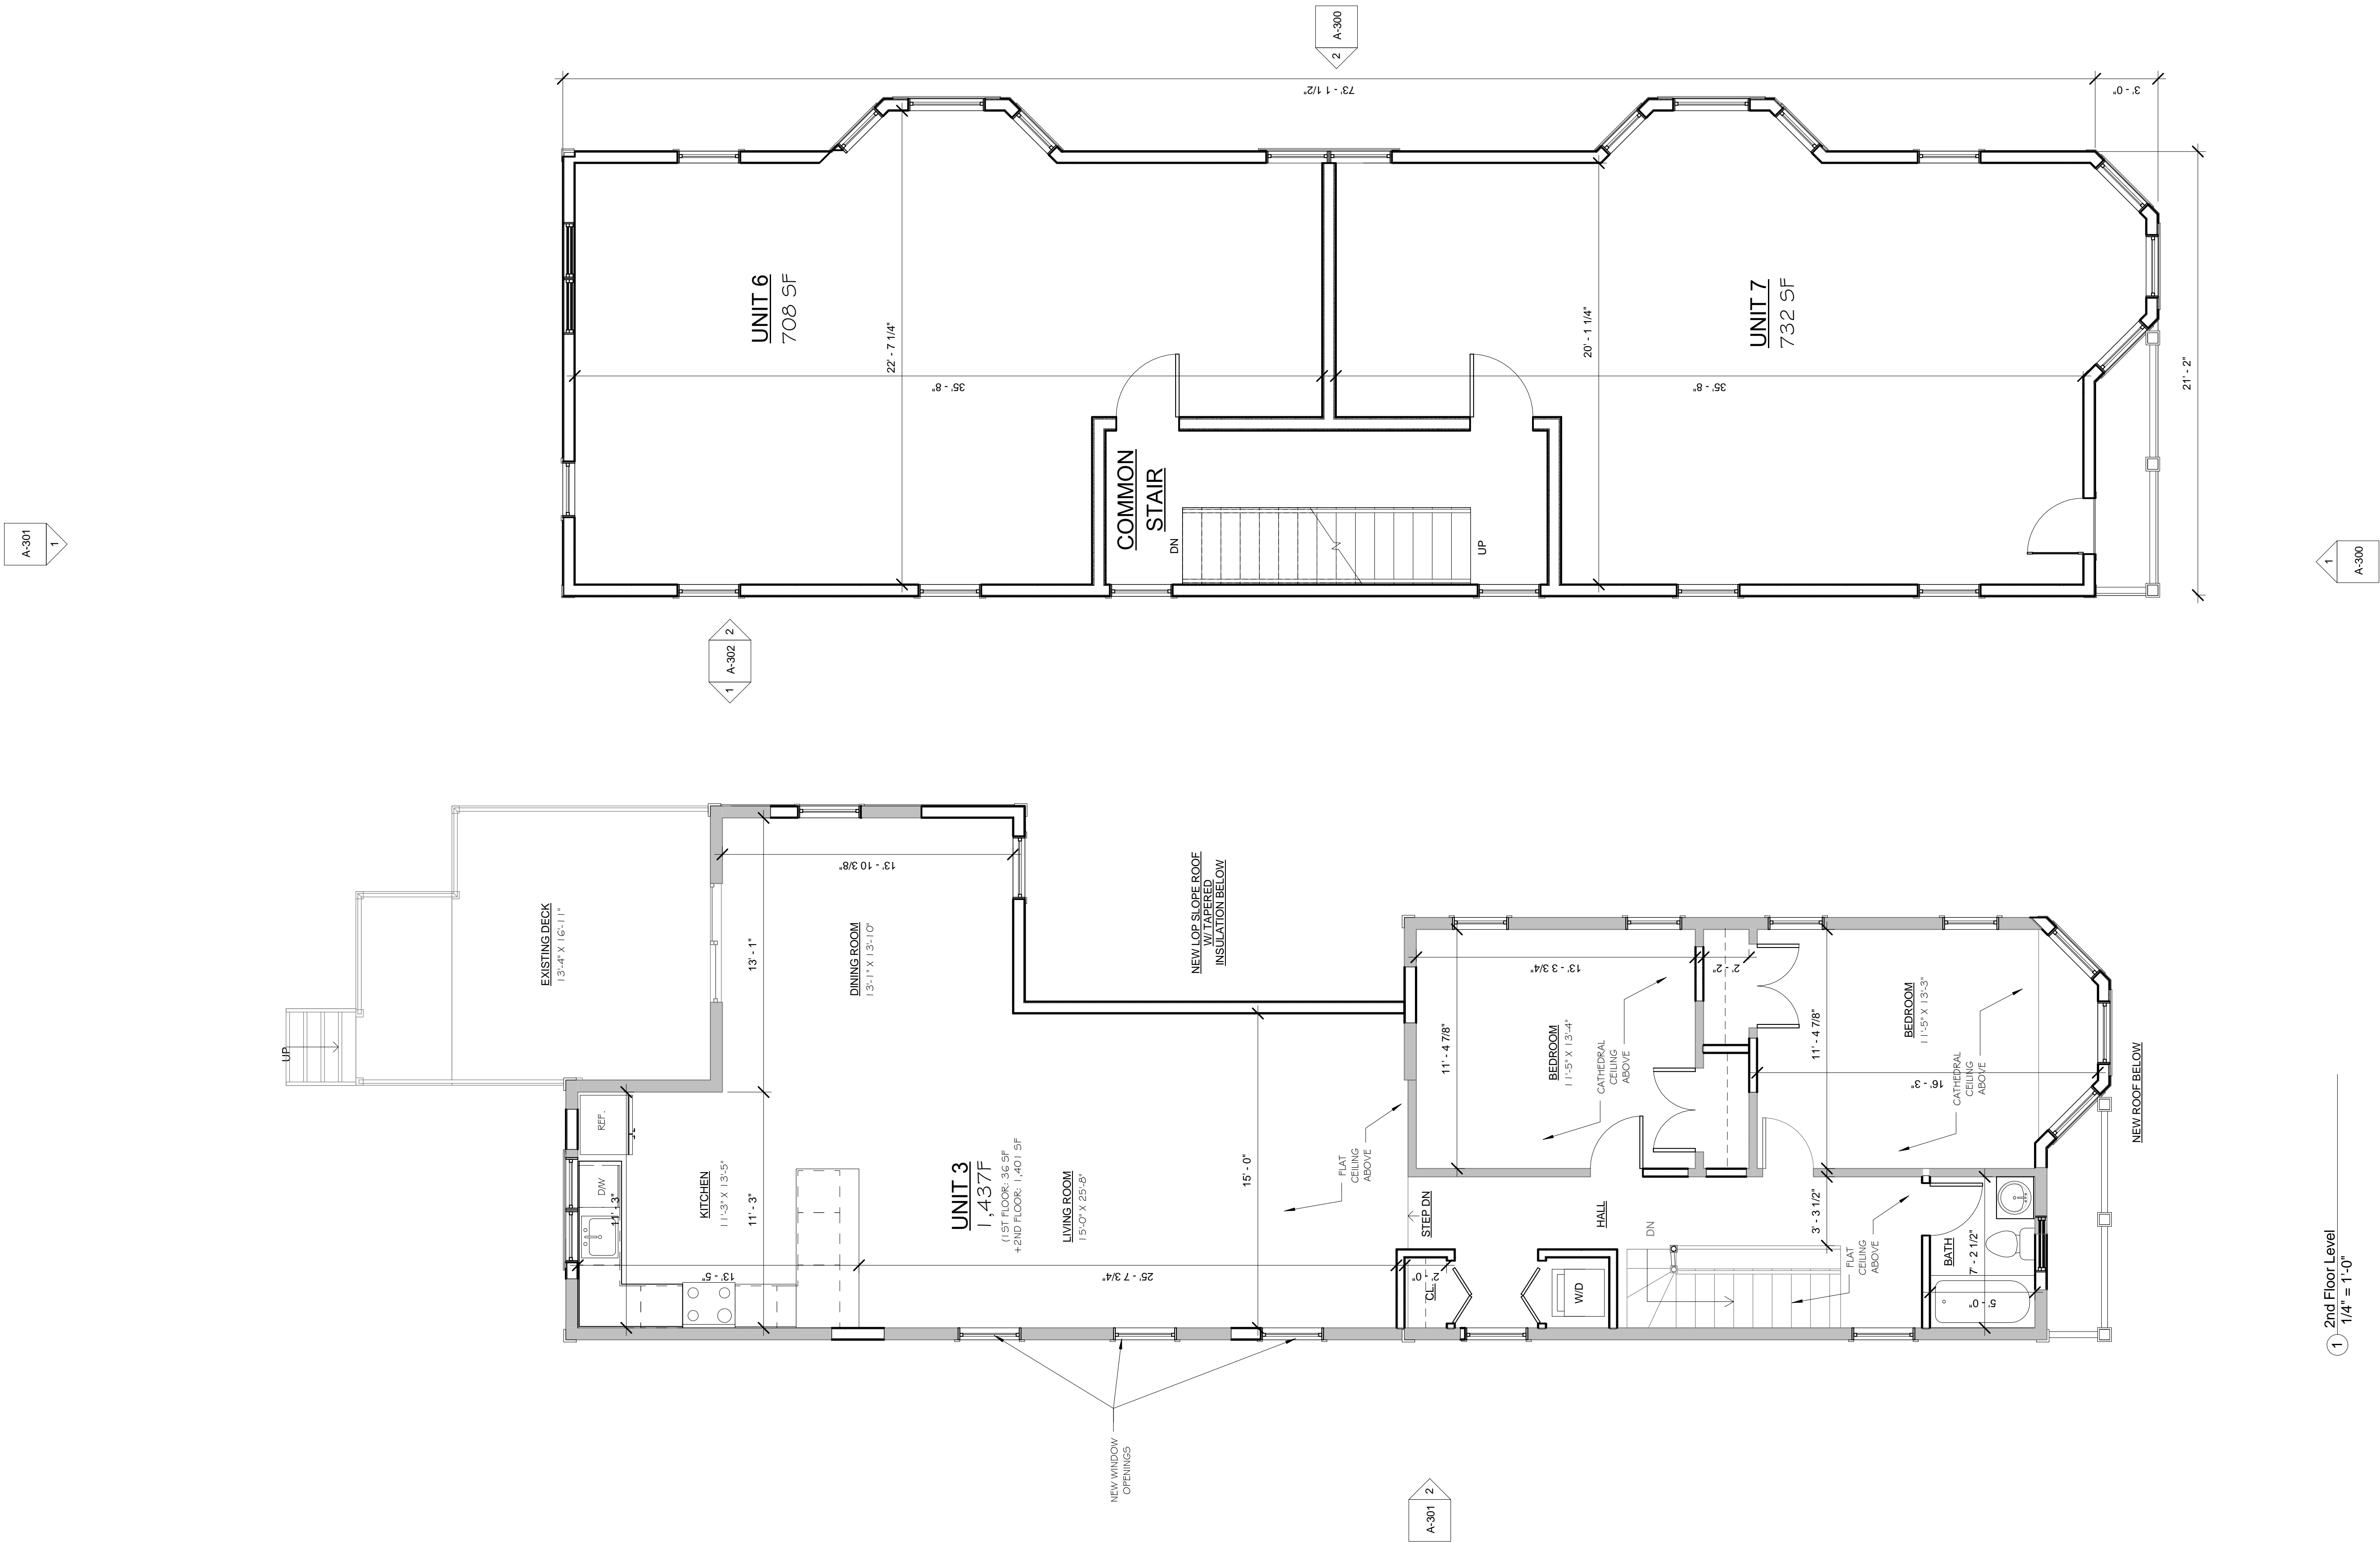 A-300
2
73' - 1 1/2"
3' - 0"
UNIT 6
708 SF
22' - 7 1/4"
35' - 8"
UNIT 7
732 SF
20' - 1 1/4"
35' - 8"
21' - 2"
COMMON
STAIR
DN
UP
A-301
1
1
A-300
2
A-302
1
EXISTING DECK
13'-4" X 16'-11"
UP
13' - 10 3/8"
13' - 1"
DINING ROOM
13'-1" X 13'-10"
NEW LOP SLOPE ROOF
W/ TAPERED
INSULATION BELOW
REF.
D/W
11' - 3"
KITCHEN
11'-3" X 13'-5"
11' - 3"
13' - 5"
UNIT 3
1,437F
(1ST FLOOR: 36 SF
+2ND FLOOR: 1,401 SF
LIVING ROOM
15'-0" X 25'-8"
15' - 0"
25' - 7 3/4"
FLAT
CEILING
ABOVE
13' - 3 3/4"
2' - 2"
11' - 4 7/8"
BEDROOM
11'-5" X 13'-4"
CATHEDRAL
CEILING
ABOVE
11' - 4 7/8"
BEDROOM
11'-5" X 13'-3"
16' - 3"
CATHEDRAL
CEILING
ABOVE
NEW ROOF BELOW
STEP DN
HALL
DN
3' - 3 1/2"
2' - 0"
CL
W/D
FLAT
CEILING
ABOVE
BATH
7' - 2 1/2"
5' - 0"
NEW WINDOW
OPENINGS
2
A-301
1
2nd Floor Level
1/4" = 1'-0"